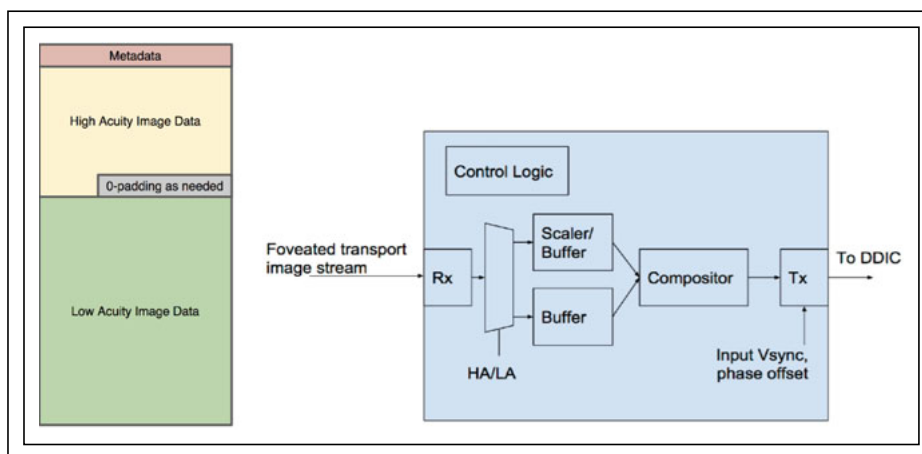 Metadata
High Acuity Image Data
0-padding as needed
Low Acuity Image Data
Control Logic
Foveated transport
image stream
Rx
HA/LA
Scaler/
Buffer
Buffer
Compositor
Tx
To DDIC
Input Vsync,
phase offset